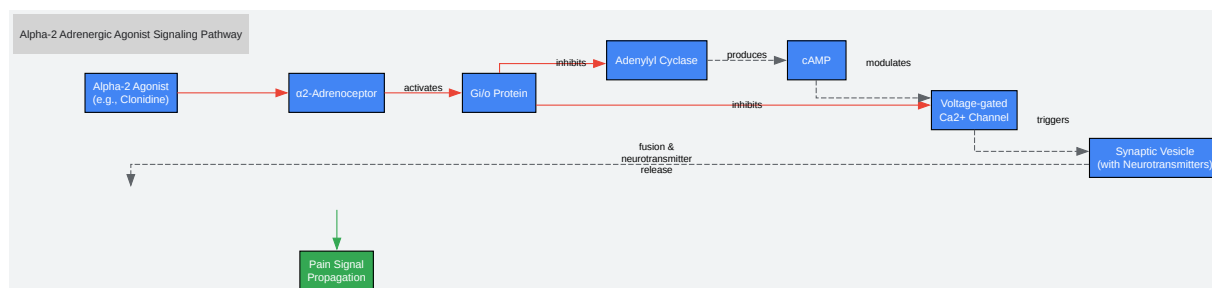 Alpha-2 Adrenergic Agonist Signaling Pathway
Alpha-2 Agonist
(e.g., Clonidine)
α2-Adrenoceptor
activates
Gi/o Protein
inhibits
Adenylyl Cyclase
produces
cAMP
modulates
inhibits
Voltage-gated
Ca2+ Channel
triggers
Synaptic Vesicle
(with Neurotransmitters)
fusion &
neurotransmitter
release
Pain Signal
Propagation